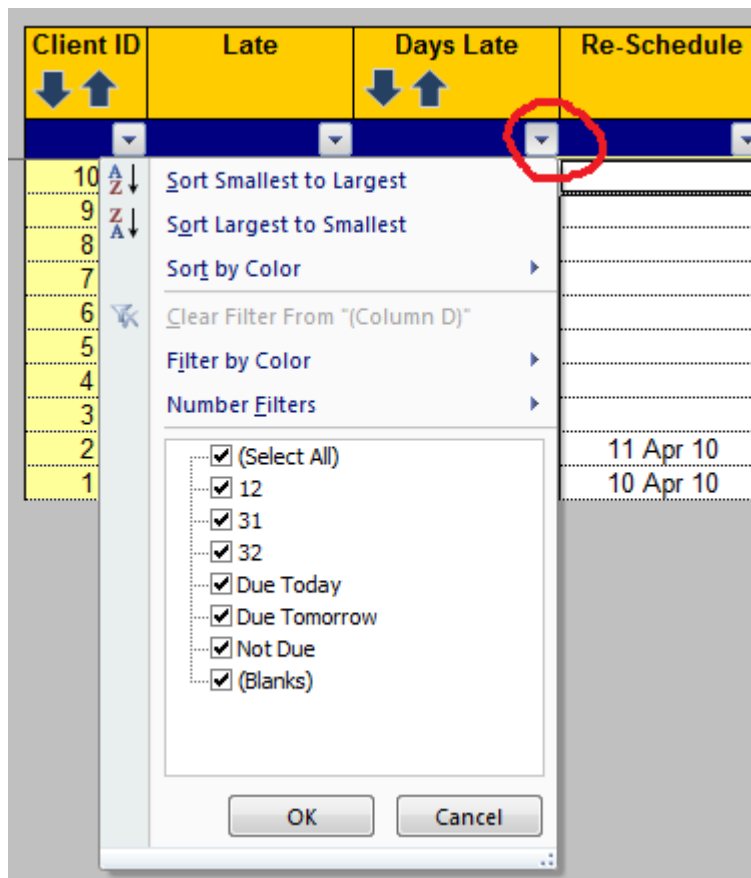 Client ID Late Days Late Re-Schedule
10 Sort Smallest to Largest
9 Sort Largest to Smallest
8
7 Sort by Color
6 Clear Filter From "(Column D)"
5 Filter by Color
4
3 Number Filters
2 (Select All) 11 Apr 10
1 12 10 Apr 10
31
32
Due Today
Due Tomorrow
Not Due
(Blanks)
OK Cancel